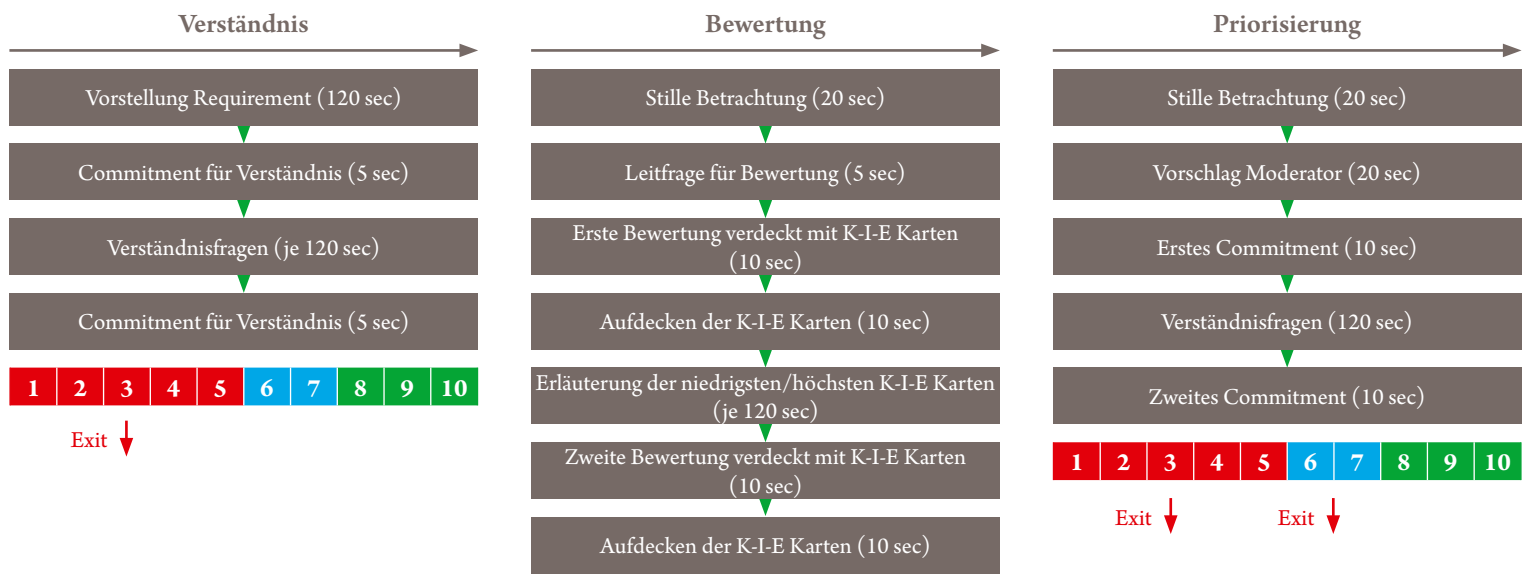 Verständnis
Vorstellung Requirement (120 sec)
Commitment für Verständnis (5 sec)
Verständnisfragen (je 120 sec)
Commitment für Verständnis (5 sec)
1 2 3 4 5 6 7 8 9 10
Exit
Bewertung
Stille Betrachtung (20 sec)
Leitfrage für Bewertung (5 sec)
Erste Bewertung verdeckt mit K-I-E Karten
(10 sec)
Aufdecken der K-I-E Karten (10 sec)
Erläuterung der niedrigsten/höchsten K-I-E Karten
(je 120 sec)
Zweite Bewertung verdeckt mit K-I-E Karten
(10 sec)
Aufdecken der K-I-E Karten (10 sec)
Priorisierung
Stille Betrachtung (20 sec)
Vorschlag Moderator (20 sec)
Erstes Commitment (10 sec)
Verständnisfragen (120 sec)
Zweites Commitment (10 sec)
1 2 3 4 5 6 7 8 9 10
Exit Exit